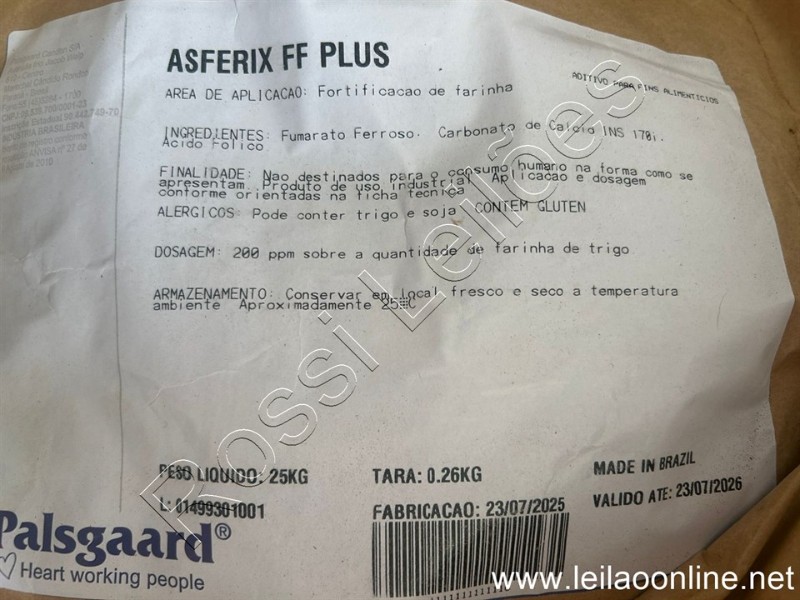 ASFERIX FF PLUS
ADITIVO PARA FINS ALIMENTICIOS
AREA DE APLICACAO: Fortificacao de farinha
INGREDIENTES: Fumarato Ferroso. Carbonato de Calcio INS 170i.
Acido Folico
FINALIDADE: Nao destinados para o consumo humano na forma como se
apresentam. Produto de uso industrial. Aplicacao e dosagem
conforme orientadas na ficha tecnica
ALERGICOS: Pode conter trigo e soja. CONTEM GLUTEN
DOSAGEM: 200 ppm sobre a quantidade de farinha de trigo
ARMAZENAMENTO: Conservar em local fresco e seco a temperatura
ambiente Aproximadamente 25 C
INDUSTRIA BRASILEIRA
PESO LIQUIDO: 25KG
TARA: 0.26KG
MADE IN BRAZIL
L: 01499301001
FABRICACAO: 23/07/2025
VALIDO ATE: 23/07/2026
Palsgaard®
Heart working people
Rossi Leilões
www.leilaoonline.net